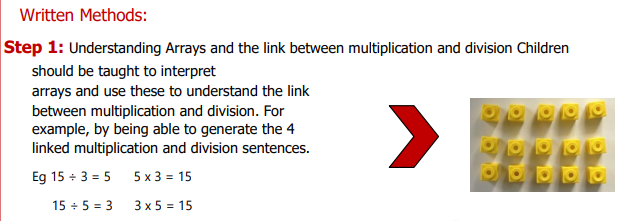 Written Methods:
Step 1: Understanding Arrays and the link between multiplication and division Children
should be taught to interpret
arrays and use these to understand the link
between multiplication and division. For
example, by being able to generate the 4
linked multiplication and division sentences.
Eg 15 ÷ 3 = 5 5 x 3 = 15
15 ÷ 5 = 3 3 x 5 = 15